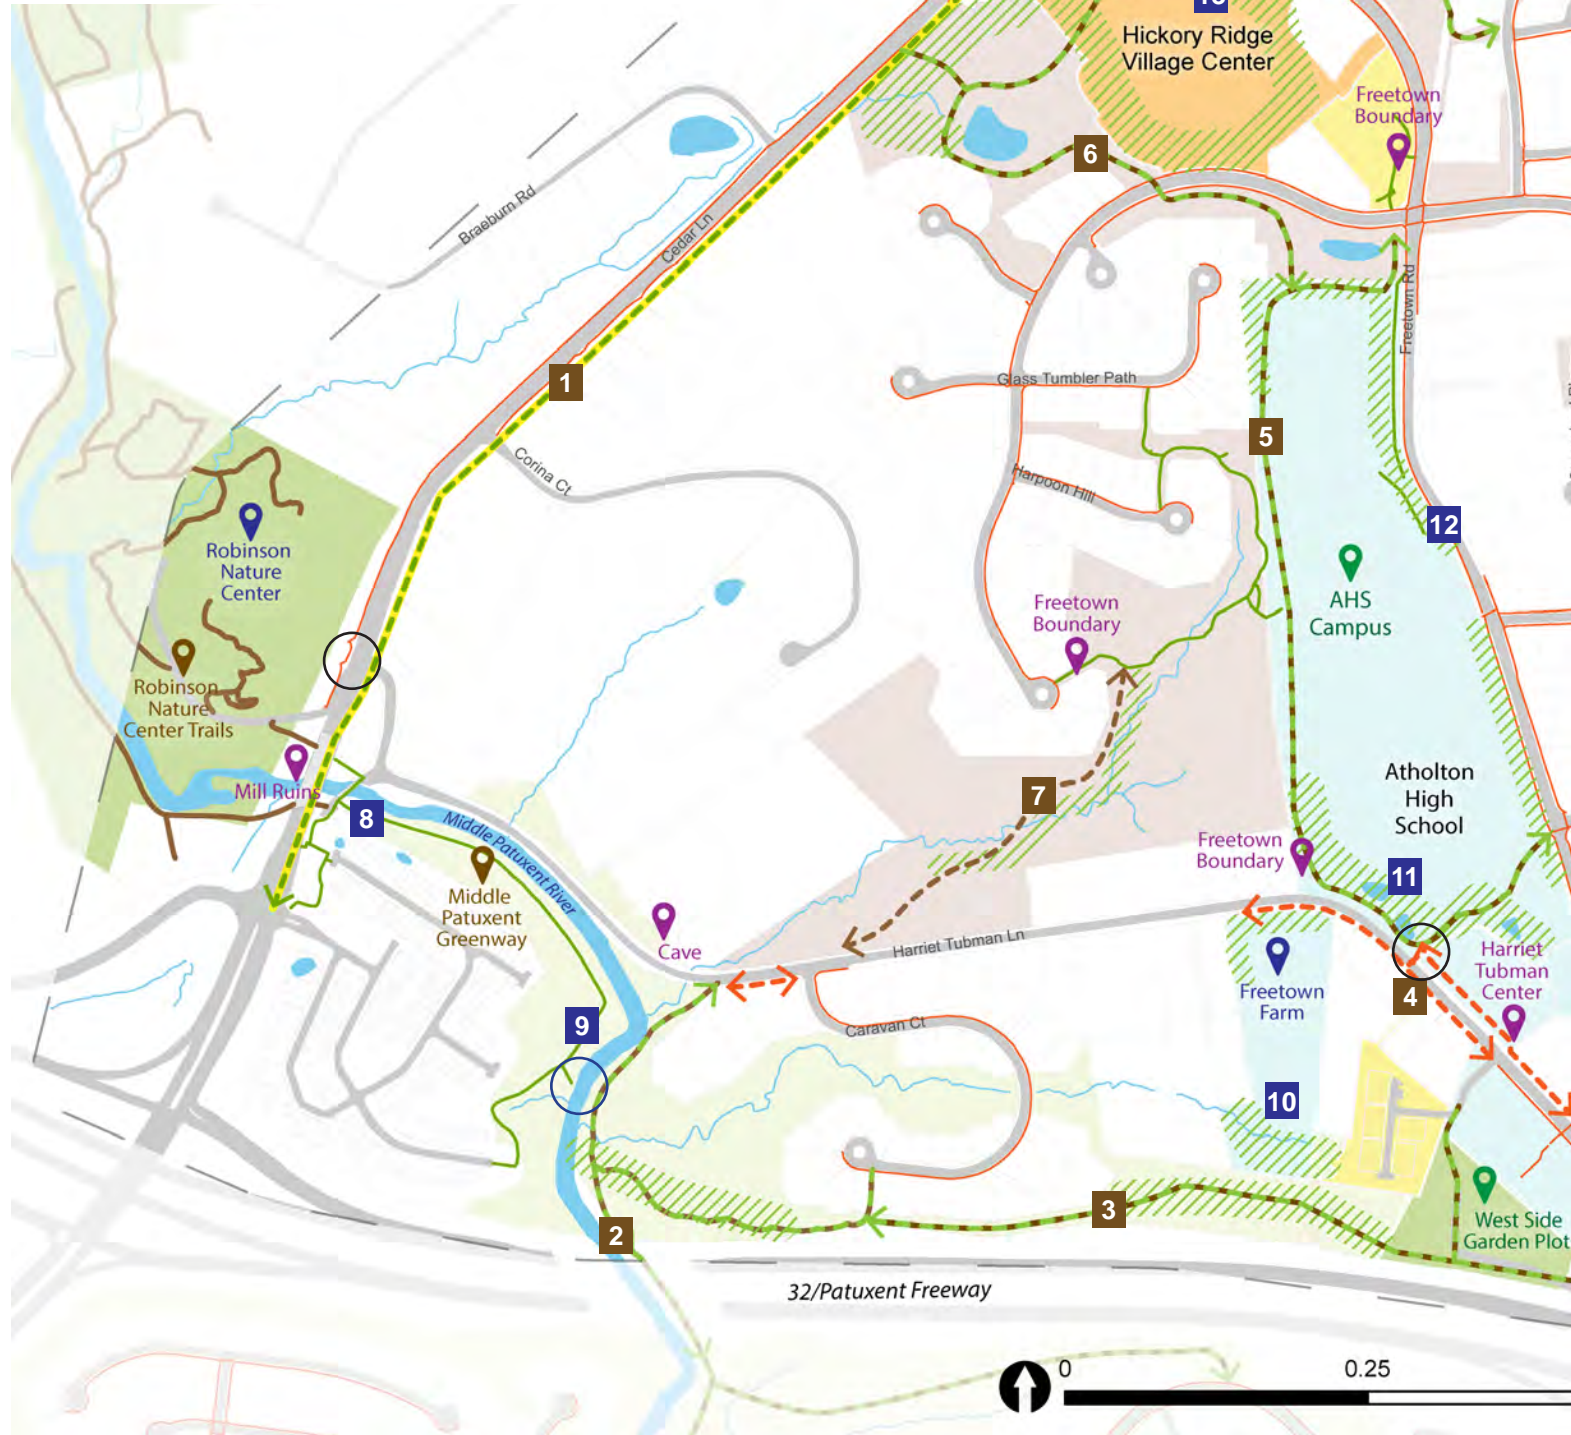 Hickory Ridge
Village Center
Freetown
Boundary
6
Braeburn Rd
Cedar Ln
Freetown Rd
1
Glass Tumbler Path
5
Corina Ct
Harpoon Hill
12
Robinson
Nature
Center
AHS
Campus
Freetown
Boundary
Robinson
Nature
Center Trails
Mill Ruins
8
Middle Patuxent River
7
Atholton
High
School
Freetown
Boundary
11
Middle
Patuxent
Greenway
Cave
Harriet Tubman Ln
Harriet
Tubman
Center
Freetown
Farm
4
9
Caravan Ct
10
3
2
West Side
Garden Plot
32/Patuxent Freeway
0
0.25